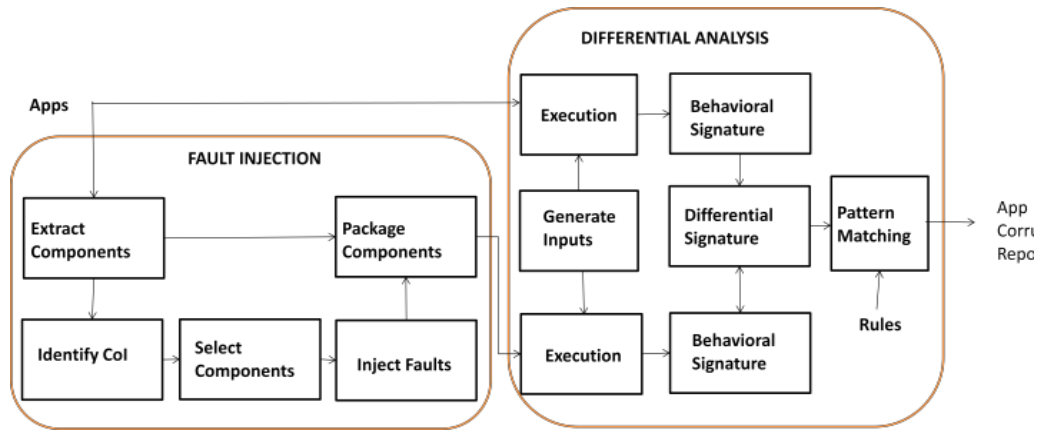 DIFFERENTIAL ANALYSIS
Apps
Execution
Behavioral
Signature
FAULT INJECTION
Extract
Components
Package
Components
Generate
Inputs
Differential
Signature
Pattern
Matching
App
Identify CoI
Select
Components
Inject Faults
Execution
Behavioral
Signature
Rules